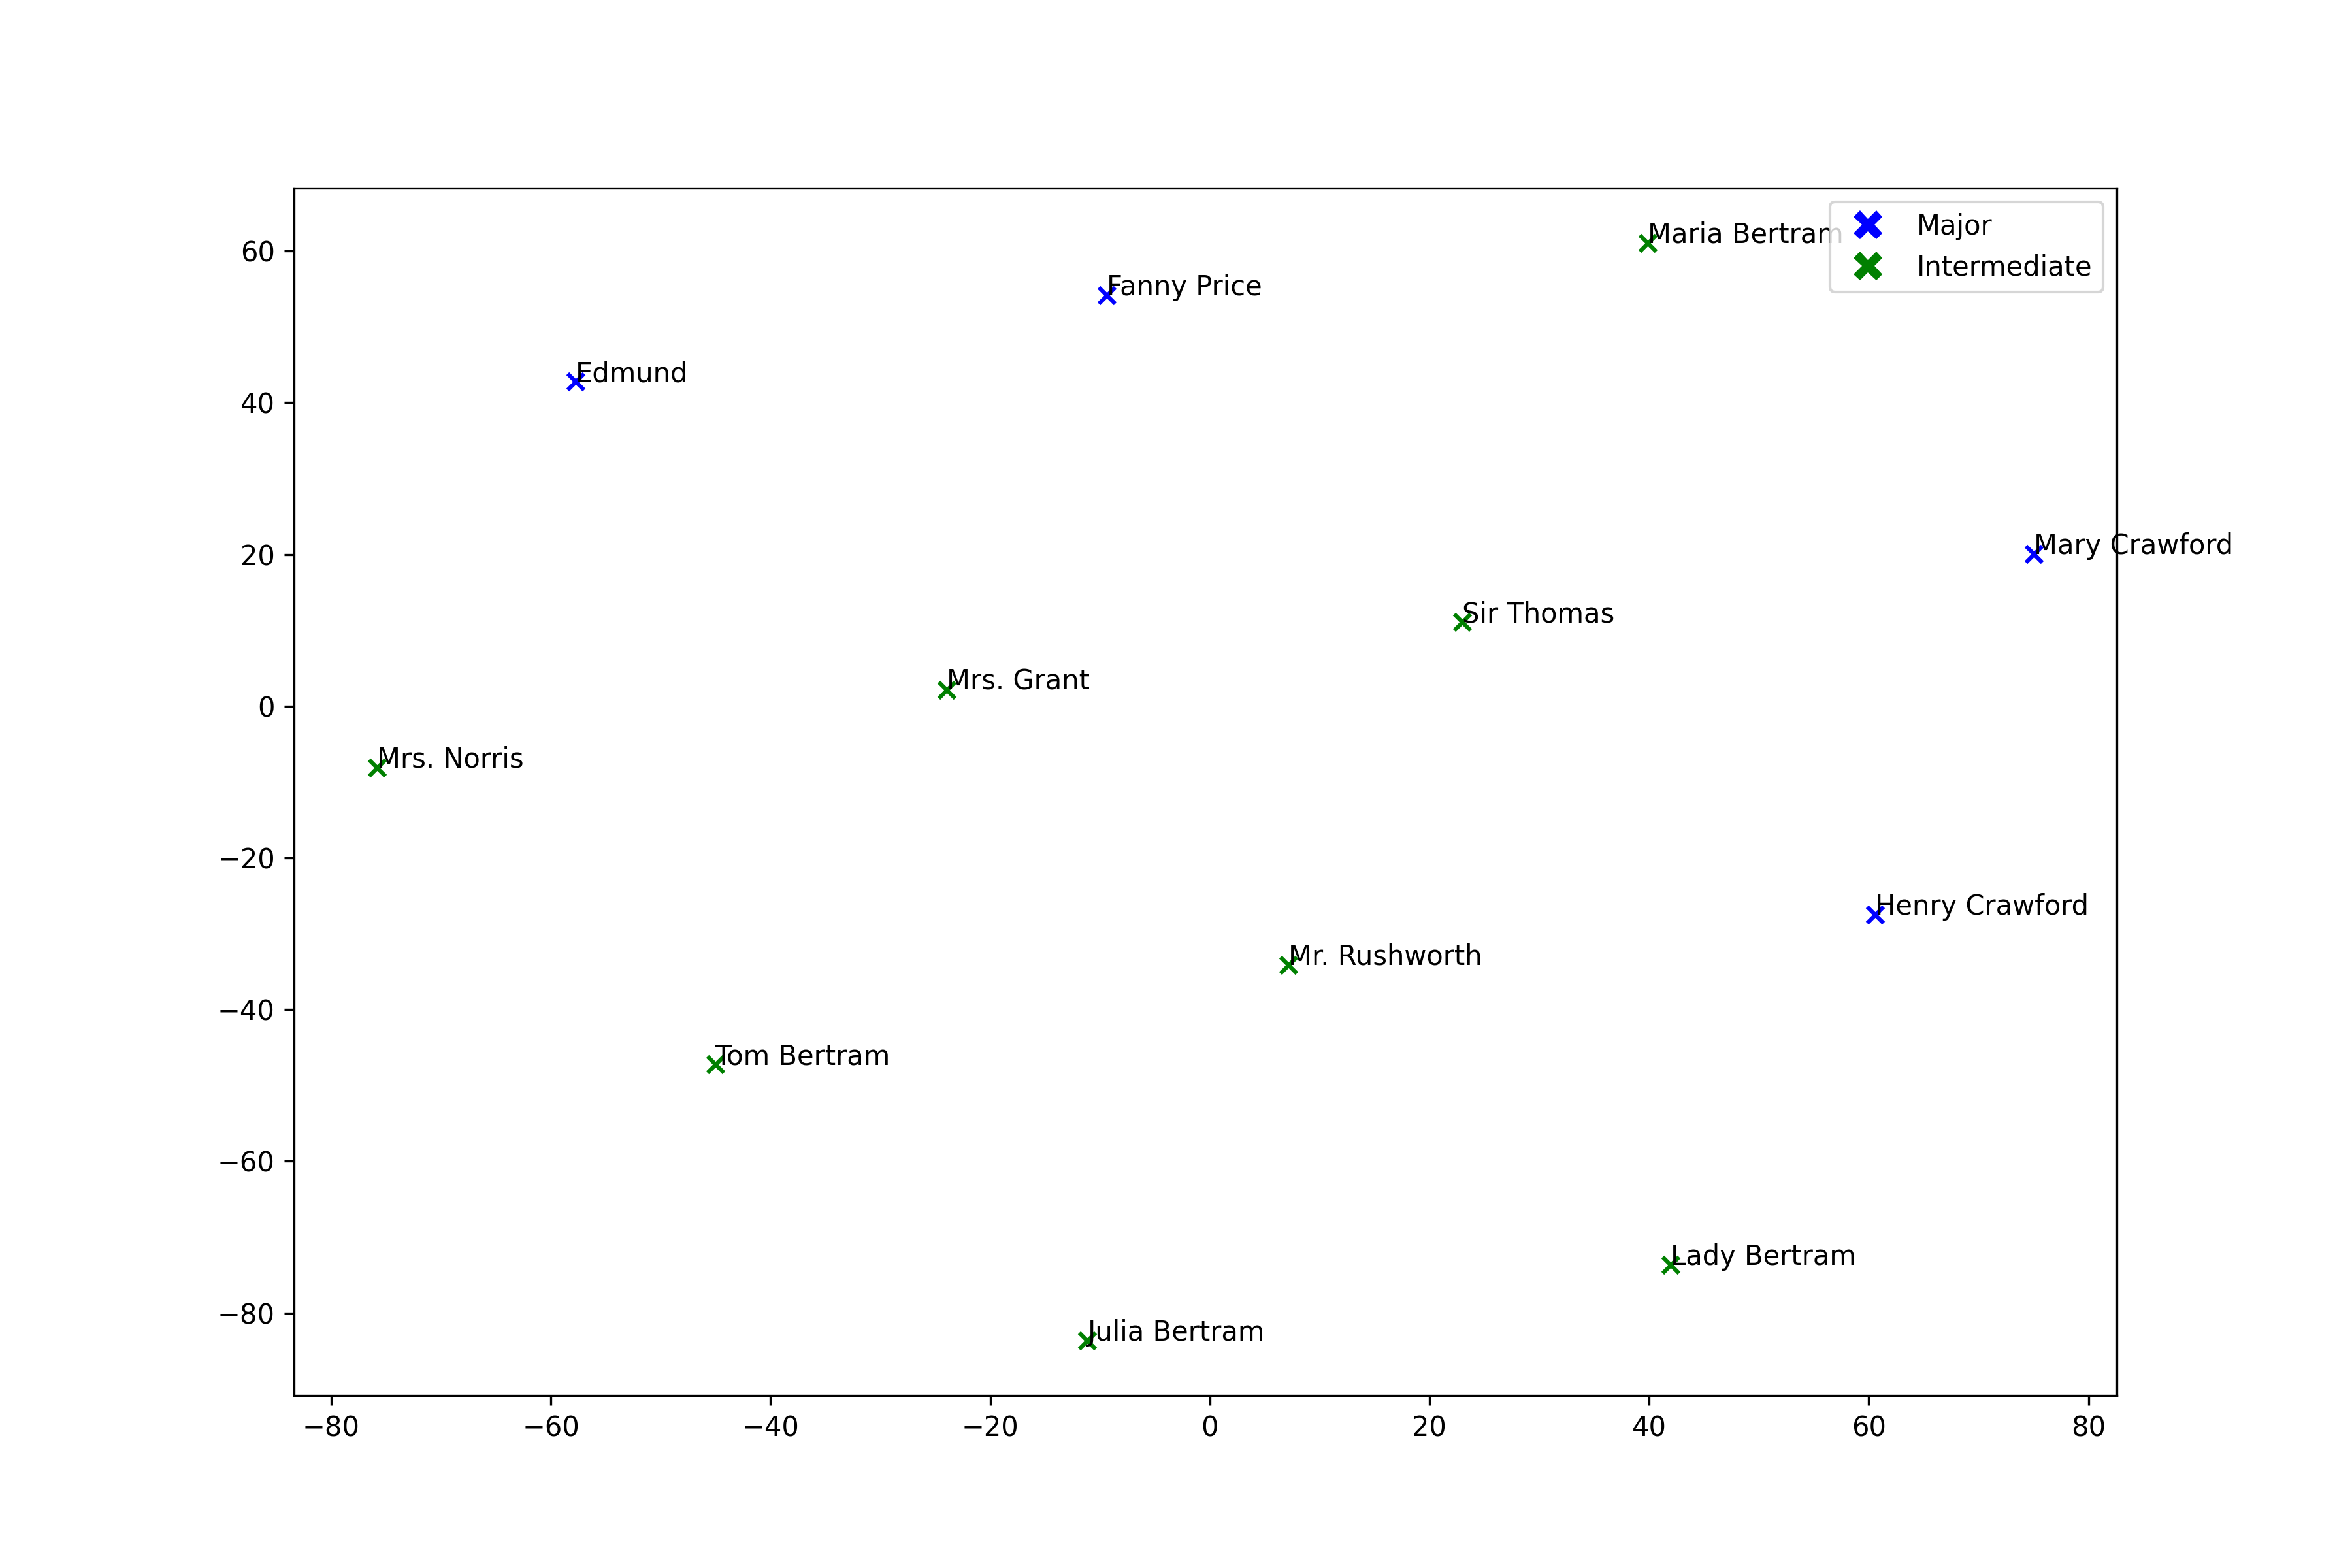 Maria Bertram
Major
Intermediate
Fanny Price
Edmund
Mary Crawford
Sir Thomas
Mrs. Grant
Mrs. Norris
Henry Crawford
Mr. Rushworth
Tom Bertram
Lady Bertram
Julia Bertram
60
40
20
0
−20
−40
−60
−80
−80 −60 −40 −20 0 20 40 60 80